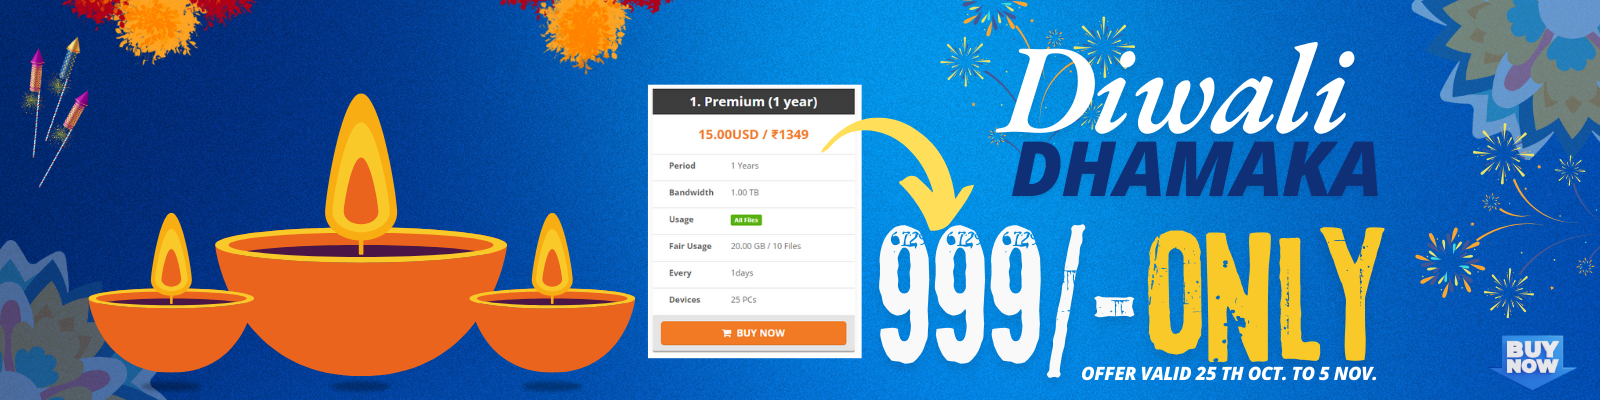 1. Premium (1 year)
15.00USD / ₹1349
Period 1 Years
Bandwidth 1.00 TB
Usage All Files
Fair Usage 20.00 GB / 10 Files
Every 1days
Devices 25 PCs
BUY NOW
Diwali
DHAMAKA
999/-ONLY
OFFER VALID 25 TH OCT. TO 5 NOV.
BUY
NOW